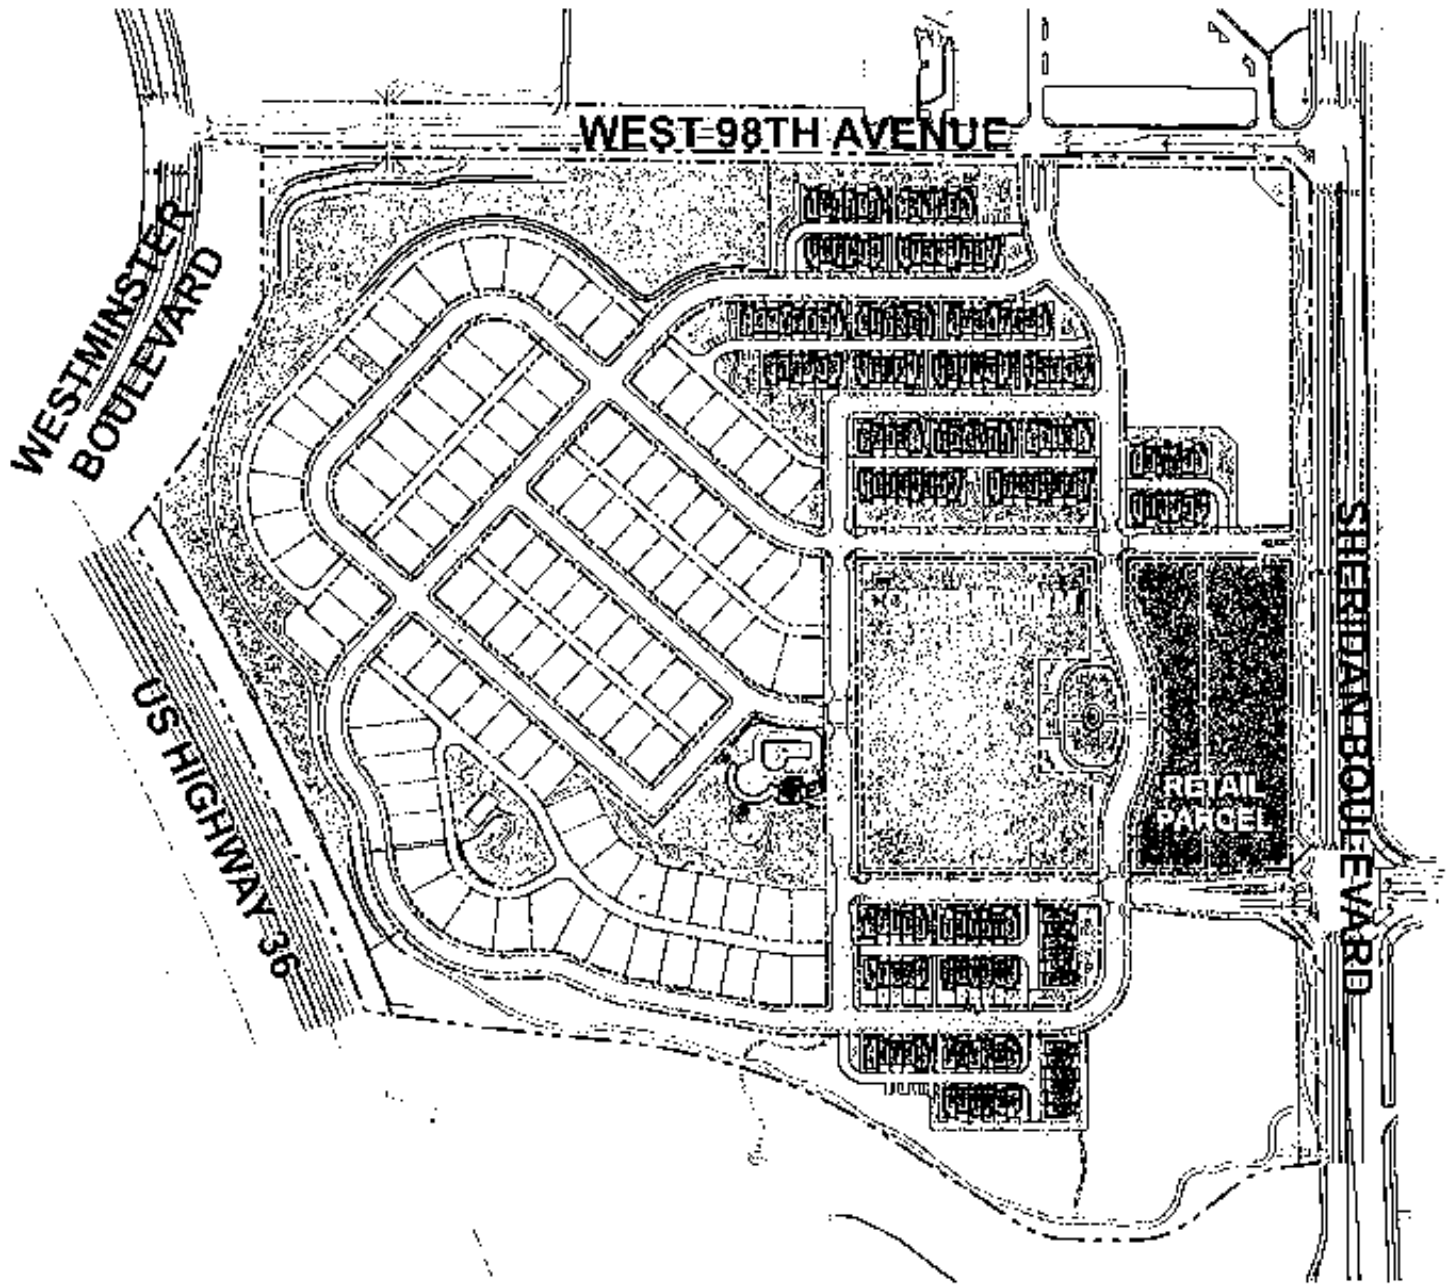 WEST 98TH AVENUE
WESTMINSTER
BOULEVARD
SHERIDAN BOULEVARD
US HIGHWAY 36
RETAIL
PARCEL